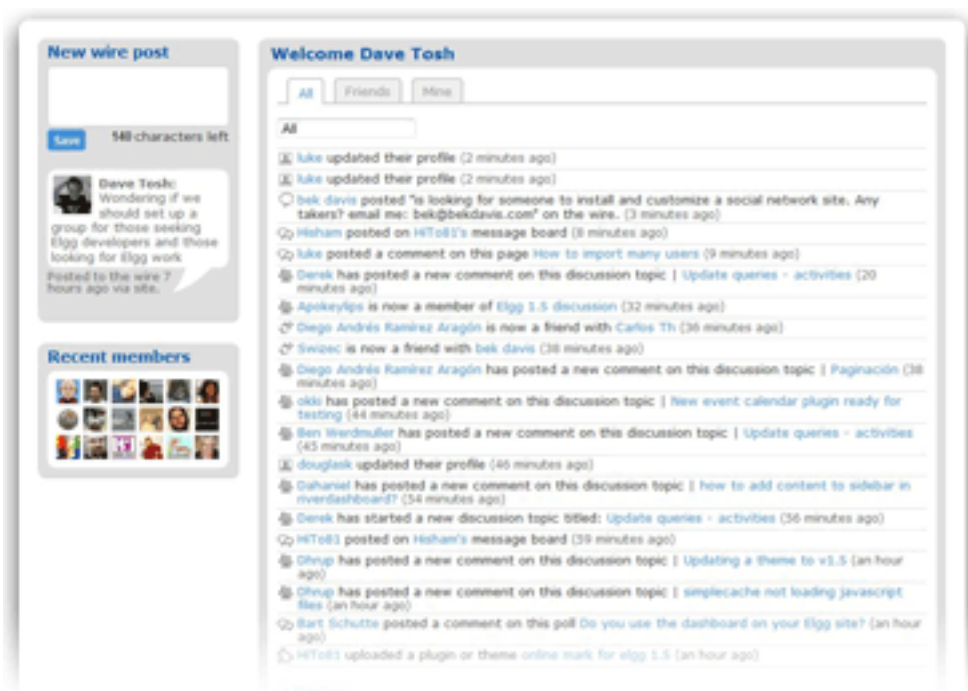 New wire post
Save
140 characters left
Dave Tosh:
Wondering if we
should set up a
group for those seeking
Elgg developers and those
looking for Elgg work
Posted to the wire 7
hours ago via site.
Recent members
Welcome Dave Tosh
All Friends Mine
All
luke updated their profile (2 minutes ago)
luke updated their profile (2 minutes ago)
bek davis posted "is looking for someone to install and customize a social network site. Any
takers? email me: bek@bekdavis.com" on the wire. (3 minutes ago)
Hisham posted on HiTo81's message board (8 minutes ago)
luke posted a comment on this page How to import many users (9 minutes ago)
Derek has posted a new comment on this discussion topic | Update queries - activities (20
minutes ago)
Apokeylips is now a member of Elgg 1.5 discussion (32 minutes ago)
Diego Andrés Ramírez Aragón is now a friend with Carlos Th (36 minutes ago)
Swizec is now a friend with bek davis (38 minutes ago)
Diego Andrés Ramírez Aragón has posted a new comment on this discussion topic | Paginación (38
minutes ago)
okki has posted a new comment on this discussion topic | New event calendar plugin ready for
testing (44 minutes ago)
Ben Werdmuller has posted a new comment on this discussion topic | Update queries - activities
(45 minutes ago)
douglask updated their profile (46 minutes ago)
Dahaniel has posted a new comment on this discussion topic | how to add content to sidebar in
riverdashboard? (54 minutes ago)
Derek has started a new discussion topic titled: Update queries - activities (56 minutes ago)
HiTo81 posted on Hisham's message board (59 minutes ago)
Dhrup has posted a new comment on this discussion topic | Updating a theme to v1.5 (an hour
ago)
Dhrup has posted a new comment on this discussion topic | simplecache not loading javascript
files (an hour ago)
Bart Schutte posted a comment on this poll Do you use the dashboard on your Elgg site? (an hour
ago)
HiTo81 uploaded a plugin or theme online mark for elgg 1.5 (an hour ago)